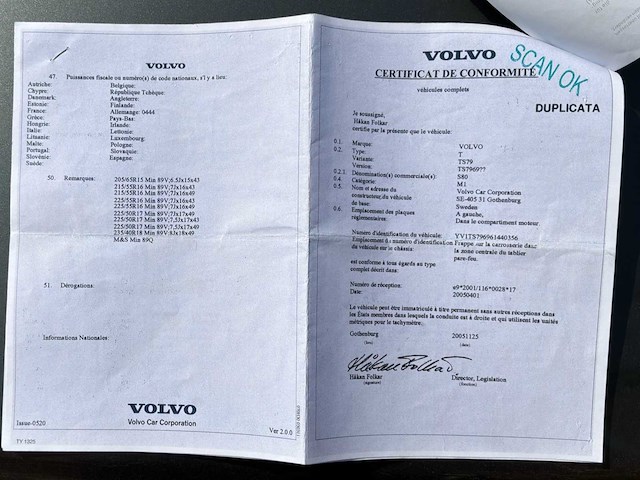 VOLVO
47. Puissances fiscale ou numéro(s) de code nationaux, s'l y a lieu:
Autriche: Belgique:
Chypre: République Tchèque:
Danemark: Angleterre:
Estonie: Finlande:
France: Allemange: 0444
Grèce: Pays-Bas:
Hongrie: Irlande:
Italie: Lettonie:
Lituanie: Luxembourg:
Malte: Pologne:
Portugal: Slovaquie:
Slovénie: Espagne:
Suède:
50. Remarques: 205/65R15 Min 89V;6.5Jx15x43
215/55R16 Min 89V;7Jx16x43
215/55R16 Min 89V;7Jx16x49
225/55R16 Min 89V;7Jx16x43
225/55R16 Min 89V;7Jx16x49
225/50R17 Min 89V;7Jx17x49
225/50R17 Min 89V;7,5Jx17x43
225/50R17 Min 89V;7,5Jx17x49
235/40R18 Min 89V;8Jx18x49
M&S Min 89Q
51. Dérogations:
Informations Nationales:
VOLVO
Volvo Car Corporation
Issue-0520
Ver 2.0.0
TY 1325
VOLVO
SCAN OK
CERTIFICAT DE CONFORMITÉ
véhicules complets
DUPLICATA
Je soussigné,
Håkan Folkar
certifie par la présente que le véhicule:
0.1. Marque: VOLVO
0.2. Type: T
Variante: TS79
Version: TS7969??
0.2.1. Dénomination(s) commerciale(s): S80
0.4. Catégorie: M1
0.5. Nom et adresse du Volvo Car Corporation
constructeur du véhicule SE-405 31 Gothenburg
de base: Sweden
0.6. Emplacement des plaques A gauche,
réglementaires: Dans le compartiment moteur
Numéro d'identification du véhicule: YV1TS796961440356
Emplacement du numéro d'identification Frappe sur la carrosserie dans
du véhicule sur le châssis: la zone centrale du tablier
pare-feu.
est conforme à tous égards au type
complet décrit dans:
Numéro de réception: e9*2001/116*0028*17
Date: 20050401
Le véhicule peut être immatriculé à titre permanent sans autres réceptions dans
les États membres dans lesquels la conduite est à droite et qui utilisent les unités
métriques pour le tachymètre.
Gothenburg 20051125
(lieu) (date)
Håkan Folkar Director, Legislation
(signature) (fonction)